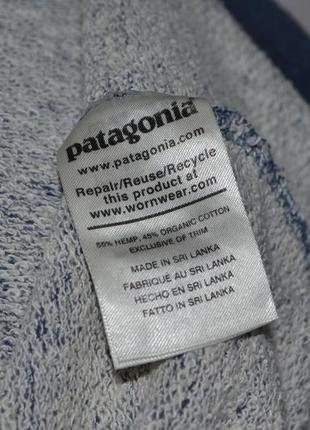 patagonia
www.patagonia.com
Repair/Reuse/Recycle
this product at
www.wornwear.com
55% HEMP, 45% ORGANIC COTTON
EXCLUSIVE OF TRIM
MADE IN SRI LANKA
FABRIQUE AU SRI LANKA
HECHO EN SRI LANKA
FATTO IN SRI LANKA